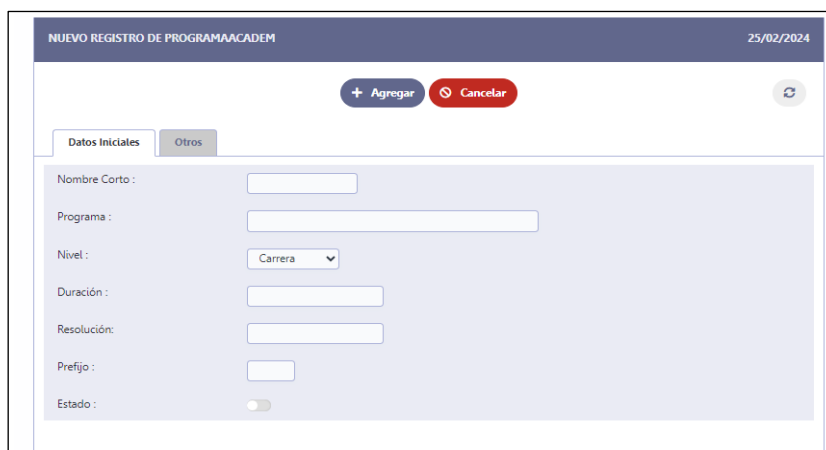 NUEVO REGISTRO DE PROGRAMAACADEM 25/02/2024
Agregar Cancelar
Datos Iniciales Otros
Nombre Corto :
Programa :
Nivel : Carrera
Duración :
Resolución:
Prefijo :
Estado :